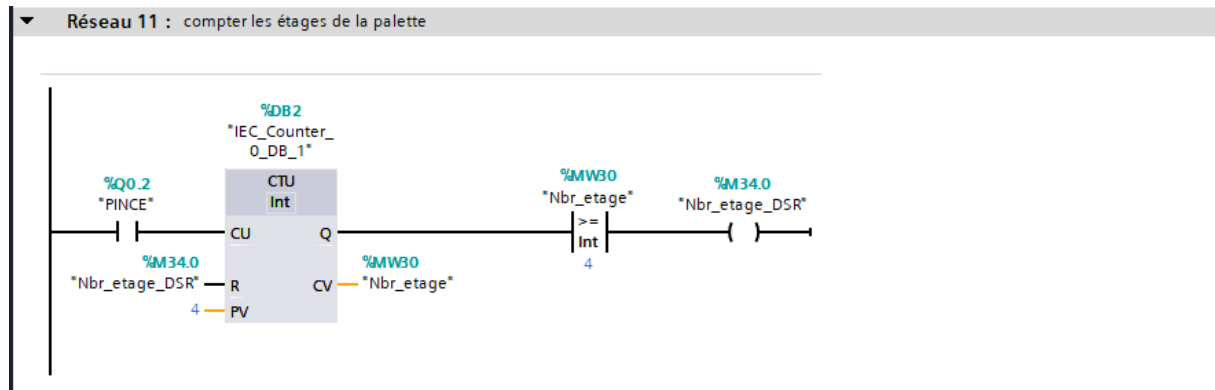 Réseau 11 : compter les étages de la palette
%DB2
"IEC_Counter_
0_DB_1"
%Q0.2
"PINCE"
CTU
Int
%MW30
"Nbr_etage"
%M34.0
"Nbr_etage_DSR"
CU
Q
>=
Int
4
%M34.0
"Nbr_etage_DSR"
R
%MW30
CV
"Nbr_etage"
4
PV